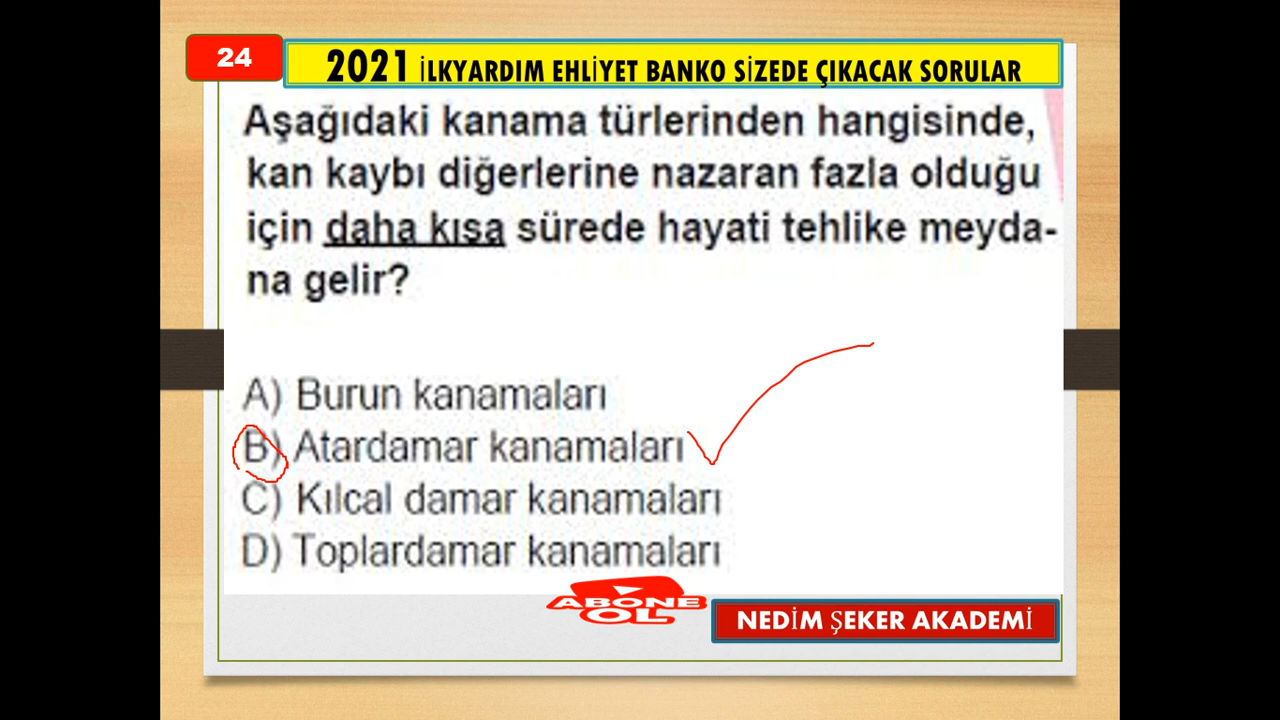 24
2021 İLKYARDIM EHLİYET BANKO SİZEDE ÇIKACAK SORULAR
Aşağıdaki kanama türlerinden hangisinde,
kan kaybı diğerlerine nazaran fazla olduğu
için daha kısa sürede hayati tehlike meyda-
na gelir?
A) Burun kanamaları
B) Atardamar kanamaları
C) Kılcal damar kanamaları
D) Toplardamar kanamaları
ABONE
OL
NEDİM ŞEKER AKADEMİ